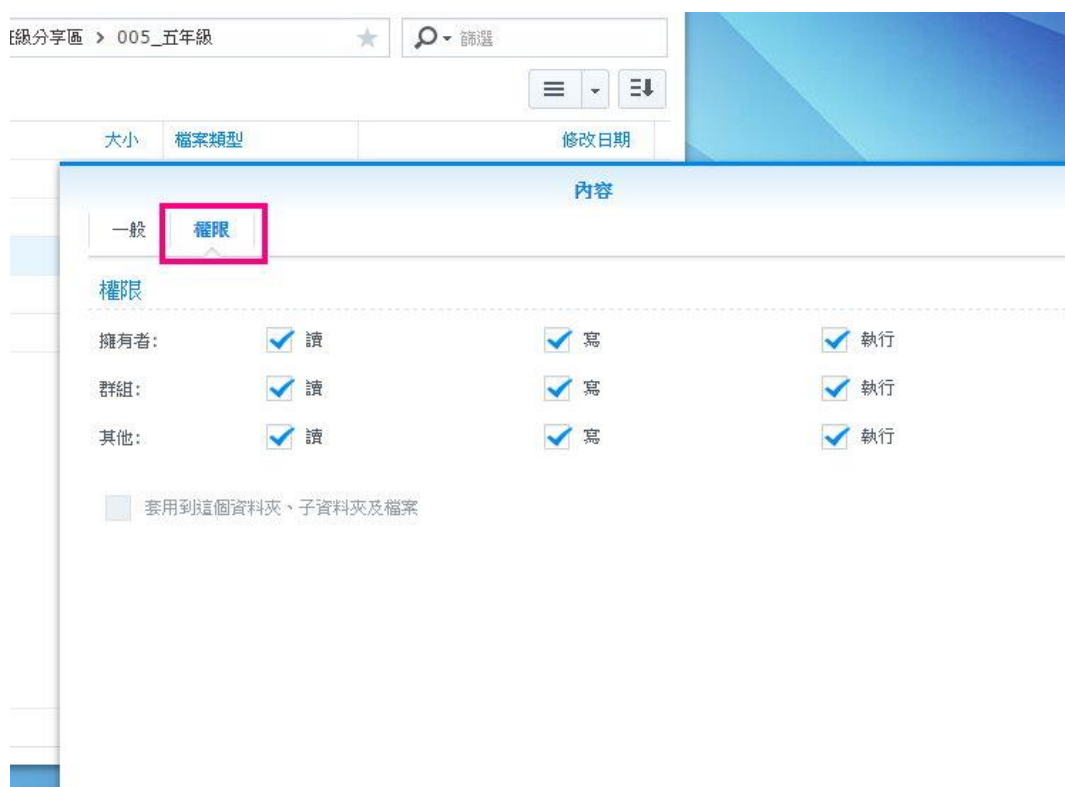 級分享區 > 005_五年級 篩選
大小 檔案類型 修改日期
內容
一般 權限
權限
擁有者: 讀 寫 執行
群組: 讀 寫 執行
其他: 讀 寫 執行
套用到這個資料夾、子資料夾及檔案